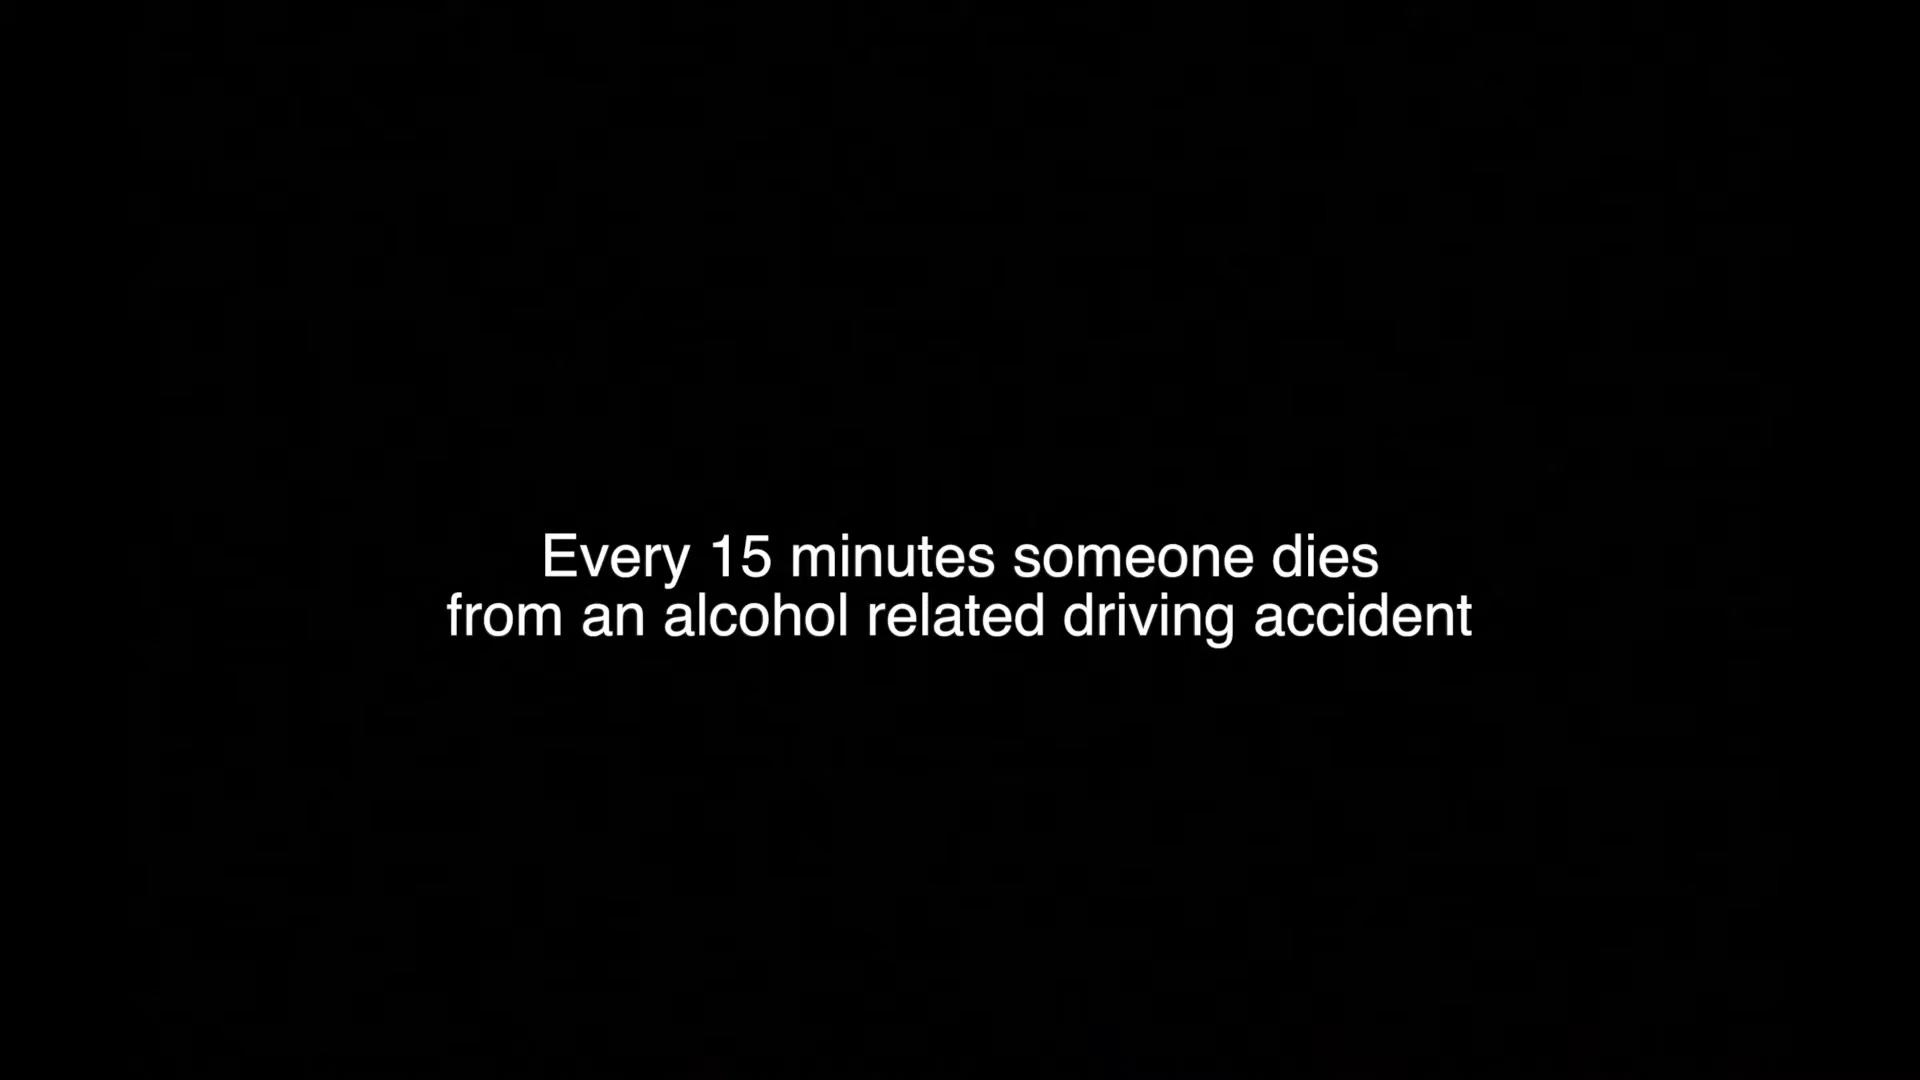 Every 15 minutes someone dies
from an alcohol related driving accident